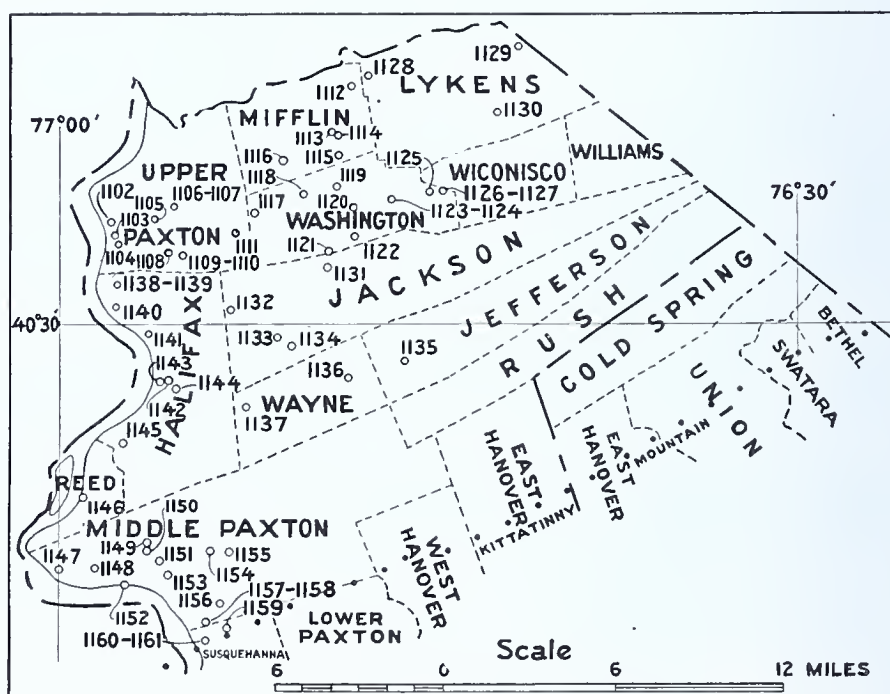 1129
1128
LYKENS
1112
77°00′
MIFFLIN
1130
1113
1114
1116
1115
1125
WILLIAMS
UPPER
1118
1119
WICONISCO
1102
1105
1106-1107
1117
1120
1126-1127
76°30′
1103
WASHINGTON
1123-1124
PAXTON
1111
1104
1108
1109-1110
1121
1122
1131
JACKSON
1138-1139
JEFFERSON
1140
1132
RUSH
COLD SPRING
40°30′
1141
1133
1134
1135
BETHEL
HALIFAX
1143
1136
SWATARA
1144
1142
WAYNE
UNION
1137
1145
MOUNTAIN
EAST
HANOVER
EAST
HANOVER
REED
1146
1150
KITTATINNY
MIDDLE PAXTON
1149
1151
1155
WEST
HANOVER
1147
1148
1153
1154
1157-1158
1156
1159
1152
LOWER
PAXTON
1160-1161
SUSQUEHANNA
Scale
6 0 6 12 MILES